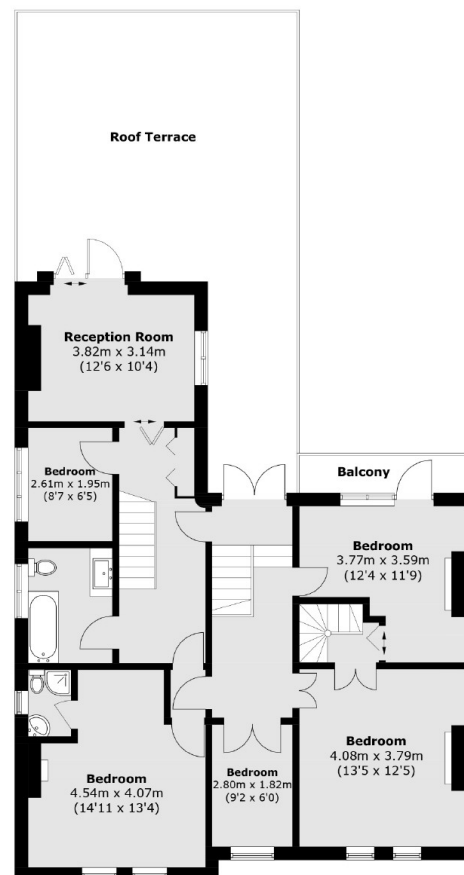 Roof Terrace
Reception Room
3.82m x 3.14m
(12'6 x 10'4)
Bedroom
2.61m x 1.95m
(8'7 x 6'5)
Balcony
Bedroom
3.77m x 3.59m
(12'4 x 11'9)
Bedroom
4.54m x 4.07m
(14'11 x 13'4)
Bedroom
2.80m x 1.82m
(9'2 x 6'0)
Bedroom
4.08m x 3.79m
(13'5 x 12'5)